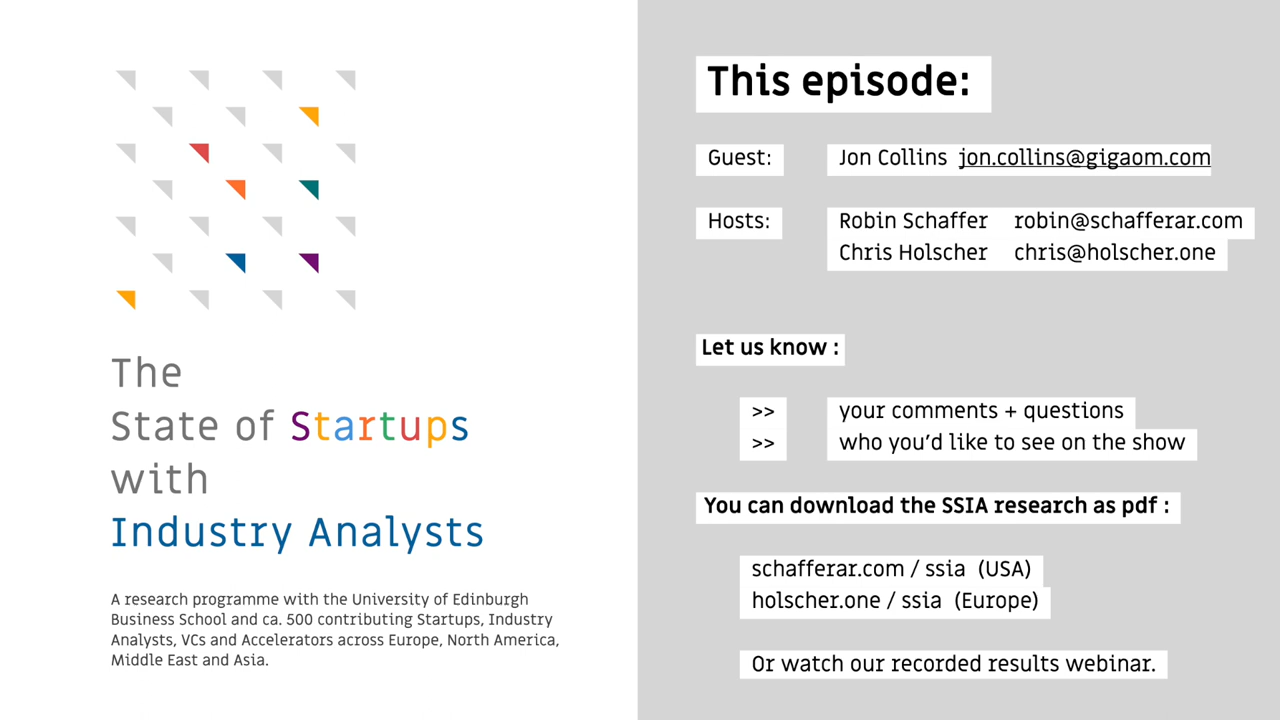 The
State of Startups
with
Industry Analysts
A research programme with the University of Edinburgh
Business School and ca. 500 contributing Startups, Industry
Analysts, VCs and Accelerators across Europe, North America,
Middle East and Asia.
This episode:
Guest: Jon Collins jon.collins@gigaom.com
Hosts: Robin Schaffer robin@schafferar.com
Chris Holscher chris@holscher.one
Let us know :
>> your comments + questions
>> who you’d like to see on the show
You can download the SSIA research as pdf :
schafferar.com / ssia (USA)
holscher.one / ssia (Europe)
Or watch our recorded results webinar.